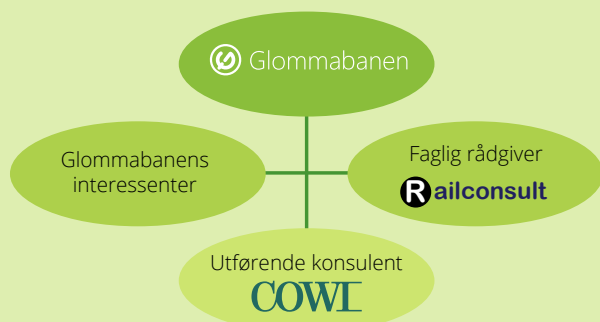 Glommabanen
Glommabanens
interessenter
Faglig rådgiver
Railconsult
Utførende konsulent
COWI